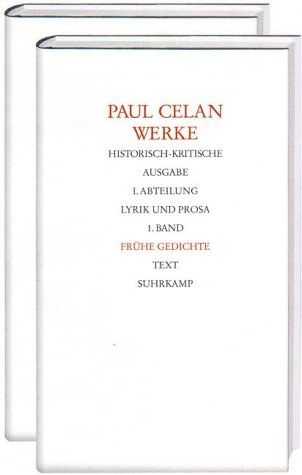 PAUL CELAN
WERKE
HISTORISCH-KRITISCHE
AUSGABE
I. ABTEILUNG
LYRIK UND PROSA
1. BAND
FRÜHE GEDICHTE
TEXT
SUHRKAMP